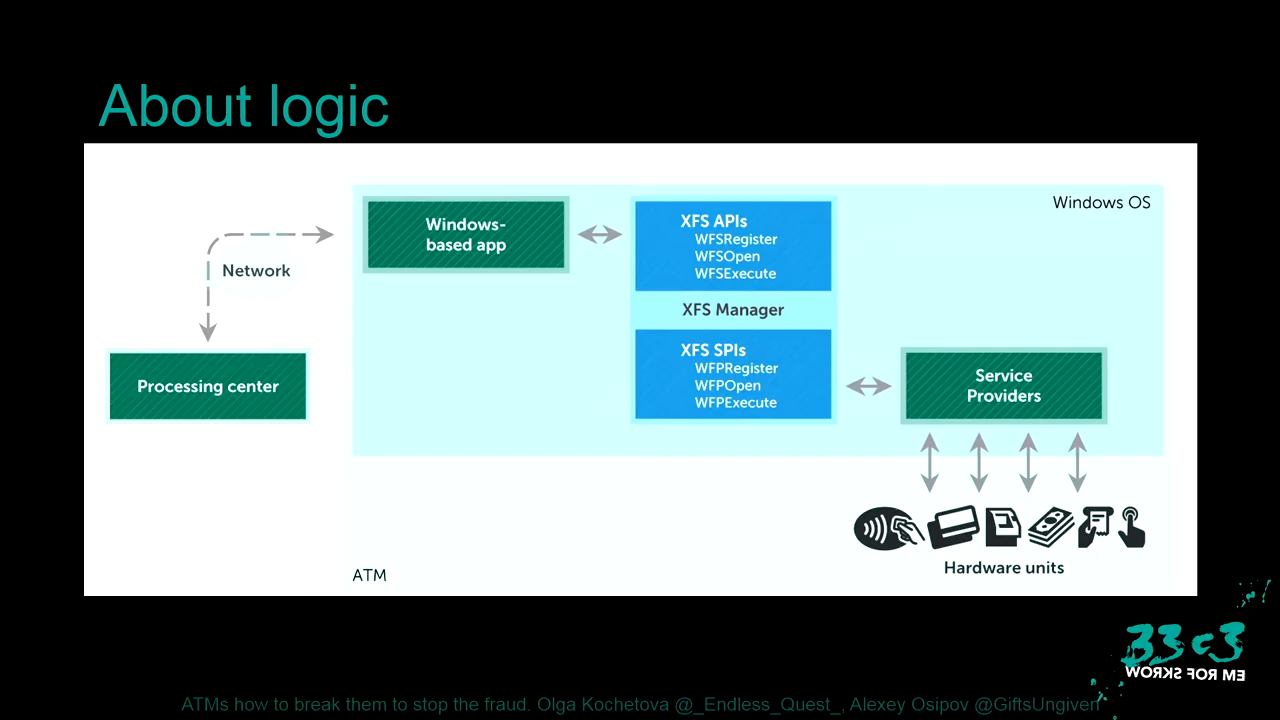 About logic
Windows OS
Windows-
based app
XFS APIs
WFSRegister
WFSOpen
WFSExecute
Network
XFS Manager
XFS SPIs
WFPRegister
WFPOpen
WFPExecute
Processing center
Service
Providers
Hardware units
ATM
33c3
WORKS FOR ME
ATMs how to break them to stop the fraud. Olga Kochetova @_Endless_Quest_, Alexey Osipov @GiftsUngiven